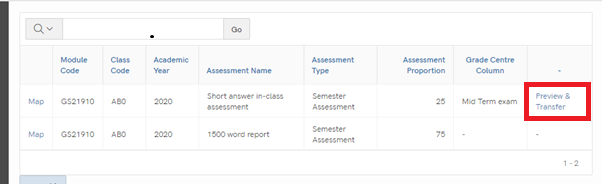 Go
Module Code Class Code Academic Year Assessment Name Assessment Type Assessment Proportion Grade Centre Column -
Map GS21910 AB0 2020 Short answer in-class assessment Semester Assessment 25 Mid Term exam Preview & Transfer
Map GS21910 AB0 2020 1500 word report Semester Assessment 75 - -
1 - 2